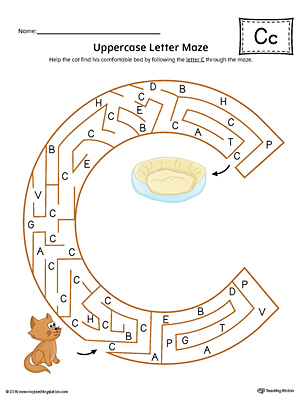 Name:
Cc
Uppercase Letter Maze
Help the cat find his comfortable bed by following the letter C through the maze.
D B
H C H
E
C C
C B C A T
B C P
C
V C
G
A C C
C
C D P
C C E B V
H C P G
C A
© 2018 www.myteachingstation.com
My Teaching Station